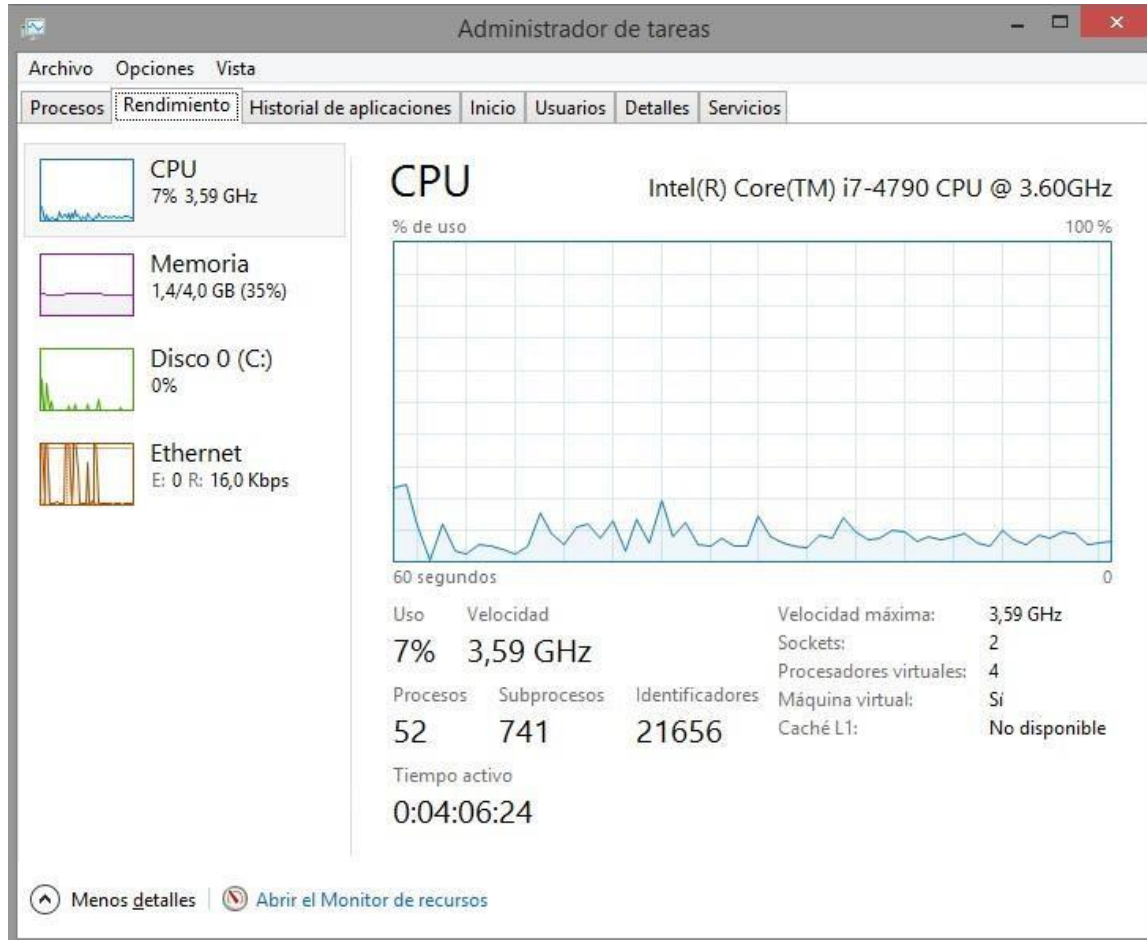 Administrador de tareas
Archivo Opciones Vista
Procesos Rendimiento Historial de aplicaciones Inicio Usuarios Detalles Servicios
CPU
7% 3,59 GHz
Memoria
1,4/4,0 GB (35%)
Disco 0 (C:)
0%
Ethernet
E: 0 R: 16,0 Kbps
CPU Intel(R) Core(TM) i7-4790 CPU @ 3.60GHz
% de uso 100 %
60 segundos 0
Uso Velocidad
7% 3,59 GHz
Procesos Subprocesos Identificadores
52 741 21656
Tiempo activo
0:04:06:24
Velocidad máxima: 3,59 GHz
Sockets: 2
Procesadores virtuales: 4
Máquina virtual: Sí
Caché L1: No disponible
Menos detalles Abrir el Monitor de recursos